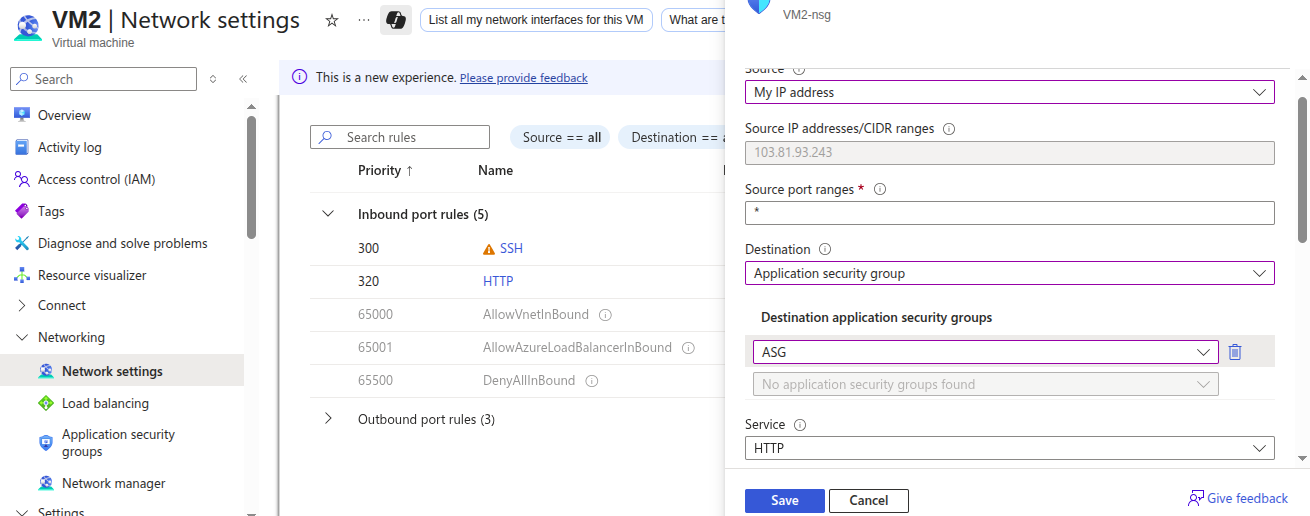 VM2 | Network settings
Virtual machine
List all my network interfaces for this VM
What are t
VM2-nsg
Search
This is a new experience. Please provide feedback
Overview
Activity log
Access control (IAM)
Tags
Diagnose and solve problems
Resource visualizer
Connect
Networking
Network settings
Load balancing
Application security
groups
Network manager
Settings
Search rules
Source == all
Destination == a
Priority ↑
Name
Inbound port rules (5)
300 SSH
320 HTTP
65000 AllowVnetInBound
65001 AllowAzureLoadBalancerInBound
65500 DenyAllInBound
Outbound port rules (3)
Source
My IP address
Source IP addresses/CIDR ranges
103.81.93.243
Source port ranges *
*
Destination
Application security group
Destination application security groups
ASG
No application security groups found
Service
HTTP
Save
Cancel
Give feedback